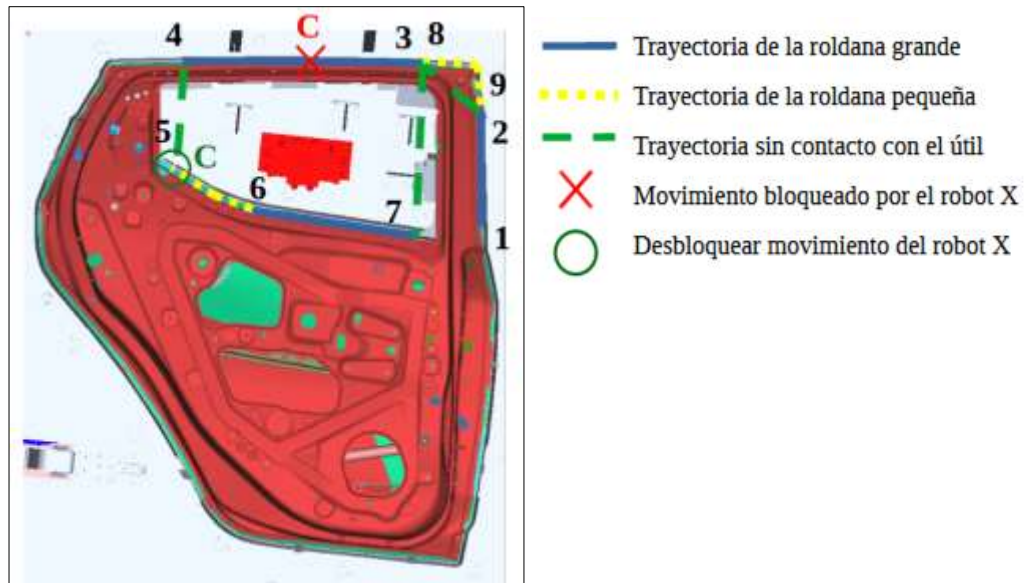 C
4
3
8
9
2
5
C
6
7
1
Trayectoria de la roldana grande
Trayectoria de la roldana pequeña
Trayectoria sin contacto con el útil
Movimiento bloqueado por el robot X
Desbloquear movimiento del robot X